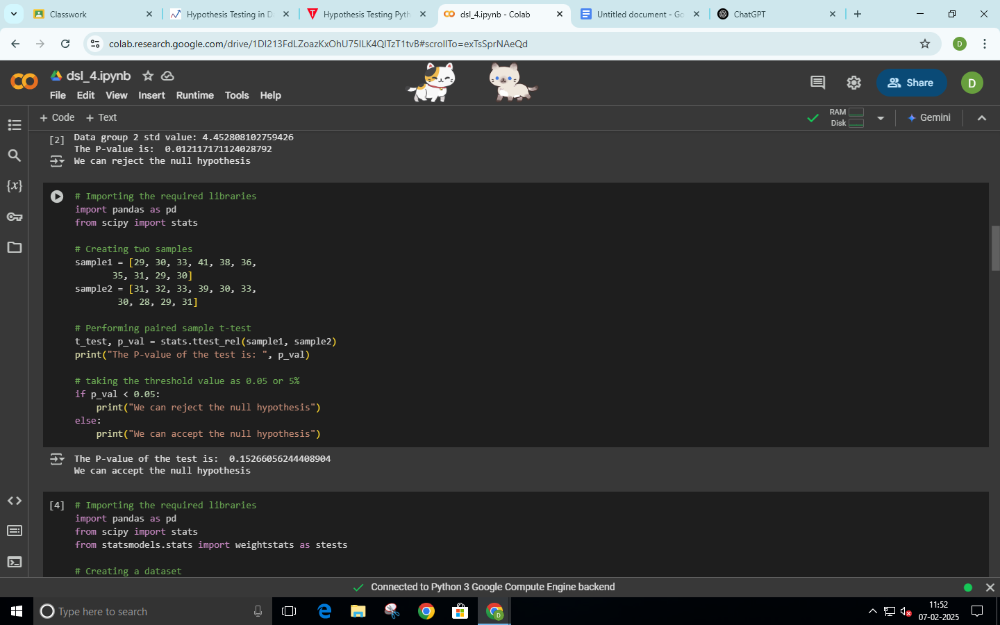 Classwork
Hypothesis Testing in D
Hypothesis Testing Pyth
dsl_4.ipynb - Colab
Untitled document - Go
ChatGPT
colab.research.google.com/drive/1DI213FdLZoazKxOhU75ILK4QITzT1tvB#scrollTo=exTsSprNAeQd
D
dsl_4.ipynb
File Edit View Insert Runtime Tools Help
Share
D
+ Code + Text
RAM
Disk
Gemini
[2] Data group 2 std value: 4.452808102759426
The P-value is:  0.012117171124028792
We can reject the null hypothesis
# Importing the required libraries
import pandas as pd
from scipy import stats
# Creating two samples
sample1 = [29, 30, 33, 41, 38, 36,
35, 31, 29, 30]
sample2 = [31, 32, 33, 39, 30, 33,
30, 28, 29, 31]
# Performing paired sample t-test
t_test, p_val = stats.ttest_rel(sample1, sample2)
print("The P-value of the test is: ", p_val)
# taking the threshold value as 0.05 or 5%
if p_val < 0.05:
print("We can reject the null hypothesis")
else:
print("We can accept the null hypothesis")
The P-value of the test is:  0.15266056244408904
We can accept the null hypothesis
[4] # Importing the required libraries
import pandas as pd
from scipy import stats
from statsmodels.stats import weightstats as stests
# Creating a dataset
Connected to Python 3 Google Compute Engine backend
Type here to search
11:52
07-02-2025